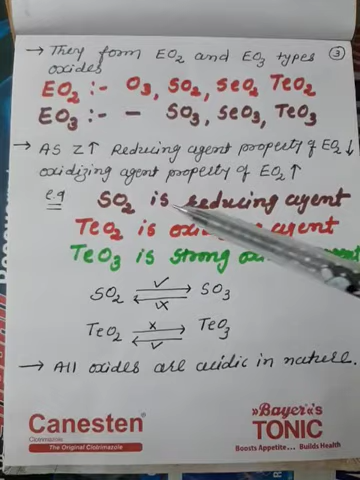 → They form EO2 and EO3 types ③
oxides
EO2 :- O3, SO2, SeO2, TeO2
EO3 :- - SO3, SeO3, TeO3
→ As Z↑ Reducing agent property of EO2 ↓
oxidizing agent property of EO2 ↑
e.g SO2 is reducing agent
TeO2 is agent
TeO3 is strong
SO2 ⇌ SO3
✓
×
TeO2 ⇌ TeO3
×
✓
→ All oxides are acidic in nature.
Canesten®
Clotrimazole
The Original Clotrimazole
»Bayer's
TONIC
Boosts Appetite... Builds Health